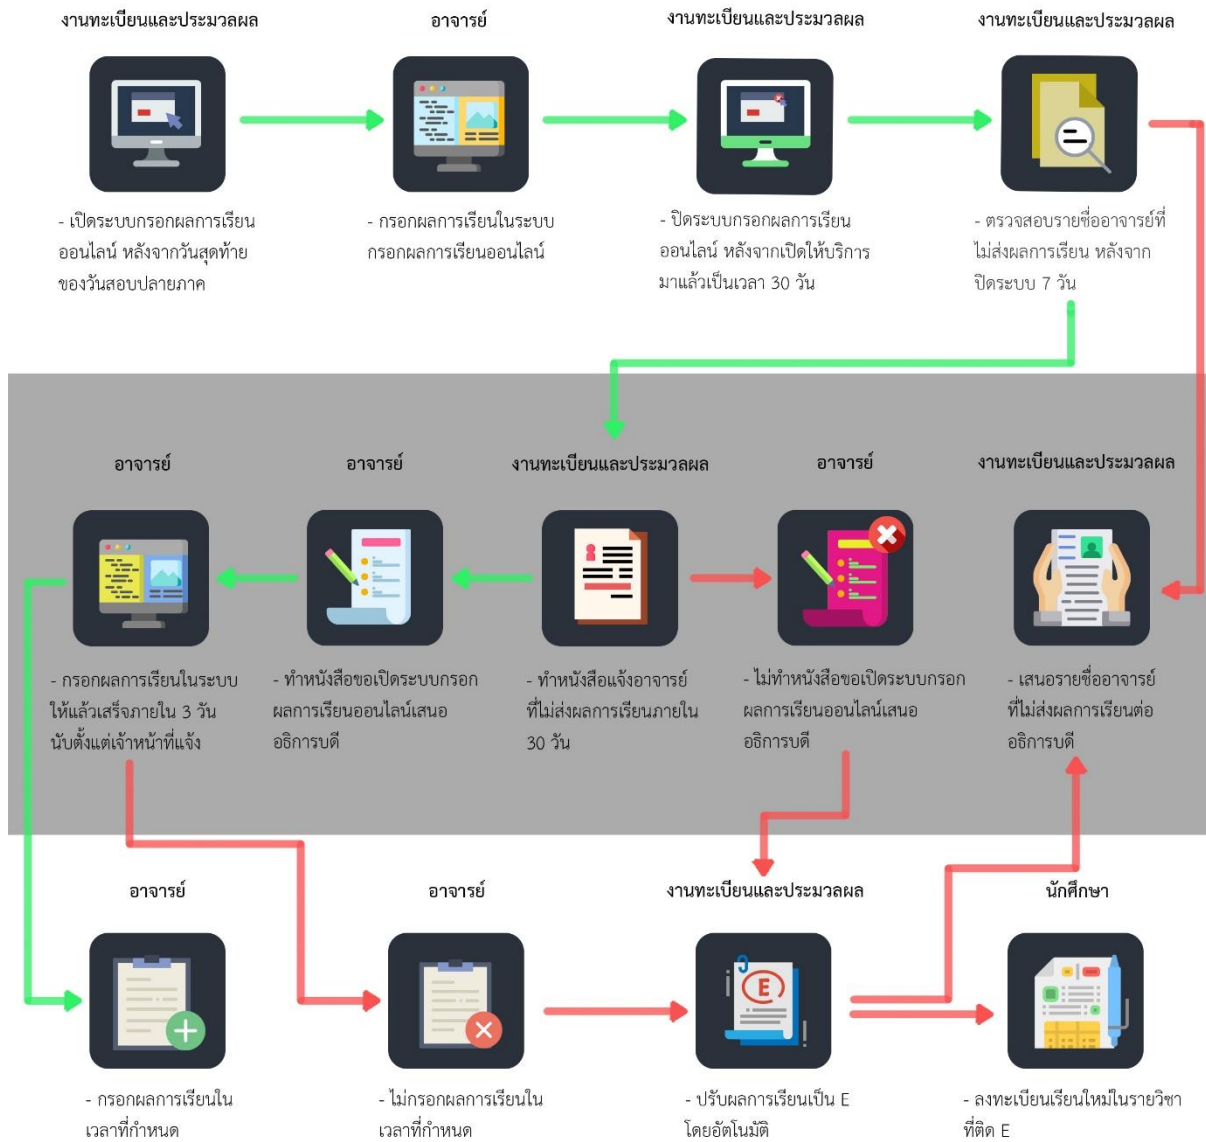 งานทะเบียนและประมวลผล
- เปิดระบบกรอกผลการเรียน
ออนไลน์ หลังจากวันสุดท้าย
ของวันสอบปลายภาค
อาจารย์
- กรอกผลการเรียนในระบบ
กรอกผลการเรียนออนไลน์
งานทะเบียนและประมวลผล
- ปิดระบบกรอกผลการเรียน
ออนไลน์ หลังจากเปิดให้บริการ
มาแล้วเป็นเวลา 30 วัน
งานทะเบียนและประมวลผล
- ตรวจสอบรายชื่ออาจารย์ที่
ไม่ส่งผลการเรียน หลังจาก
ปิดระบบ 7 วัน
อาจารย์
- กรอกผลการเรียนในระบบ
ให้แล้วเสร็จภายใน 3 วัน
นับตั้งแต่เจ้าหน้าที่แจ้ง
อาจารย์
- ทำหนังสือขอเปิดระบบกรอก
ผลการเรียนออนไลน์เสนอ
อธิการบดี
งานทะเบียนและประมวลผล
- ทำหนังสือแจ้งอาจารย์
ที่ไม่ส่งผลการเรียนภายใน
30 วัน
อาจารย์
- ไม่ทำหนังสือขอเปิดระบบกรอก
ผลการเรียนออนไลน์เสนอ
อธิการบดี
งานทะเบียนและประมวลผล
- เสนอรายชื่ออาจารย์
ที่ไม่ส่งผลการเรียนต่อ
อธิการบดี
อาจารย์
- กรอกผลการเรียนใน
เวลาที่กำหนด
อาจารย์
- ไม่กรอกผลการเรียนใน
เวลาที่กำหนด
งานทะเบียนและประมวลผล
E
- ปรับผลการเรียนเป็น E
โดยอัตโนมัติ
นักศึกษา
- ลงทะเบียนเรียนใหม่ในรายวิชา
ที่ติด E